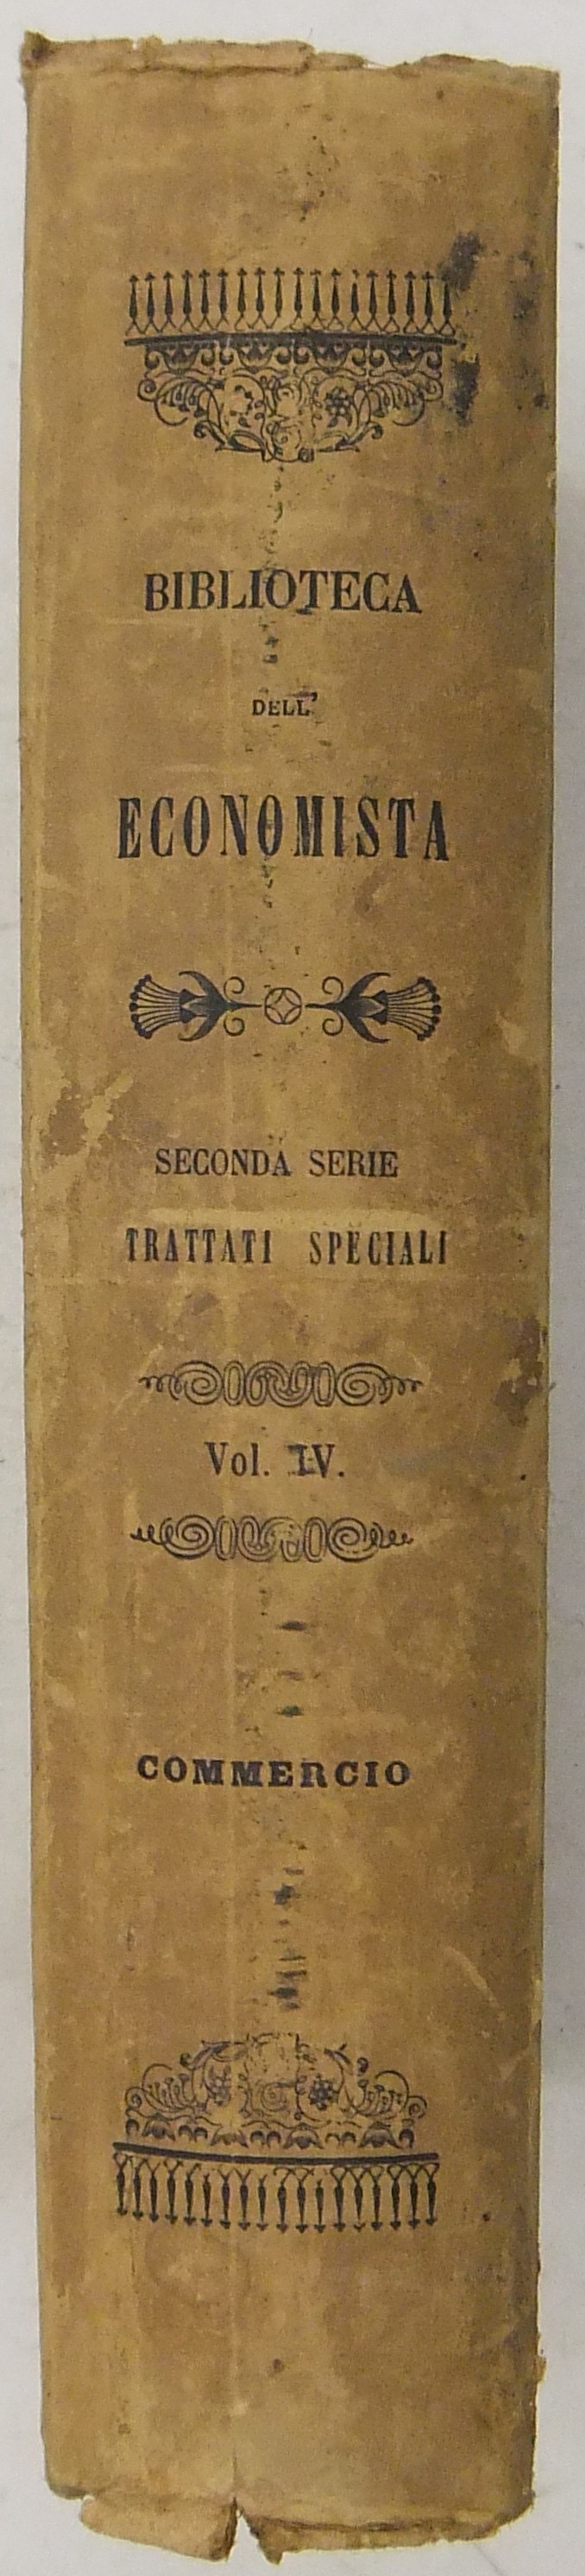 BIBLIOTECA
DELL'
ECONOMISTA
SECONDA SERIE
TRATTATI SPECIALI
Vol. IV.
COMMERCIO